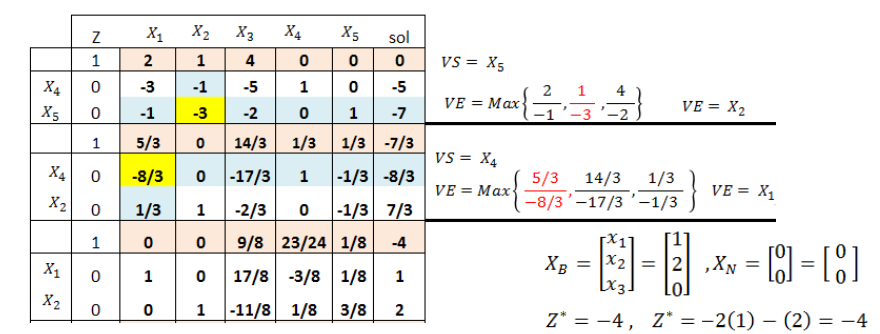 Z X₁ X₂ X₃ X₄ X₅ sol
1 2 1 4 0 0 0
X₄ 0 -3 -1 -5 1 0 -5
X₅ 0 -1 -3 -2 0 1 -7
1 5/3 0 14/3 1/3 1/3 -7/3
X₄ 0 -8/3 0 -17/3 1 -1/3 -8/3
X₂ 0 1/3 1 -2/3 0 -1/3 7/3
1 0 0 9/8 23/24 1/8 -4
X₁ 0 1 0 17/8 -3/8 1/8 1
X₂ 0 0 1 -11/8 1/8 3/8 2
VS = X₅
VE = Max{2/-1, 1/-3, 4/-2} VE = X₂
VS = X₄
VE = Max{5/3/-8/3, 14/3/-17/3, 1/3/-1/3} VE = X₁
X_B = [x₁ x₂ x₃] = [1 2 0] , X_N = [0 0] = [0 0]
Z* = -4 , Z* = -2(1) - (2) = -4